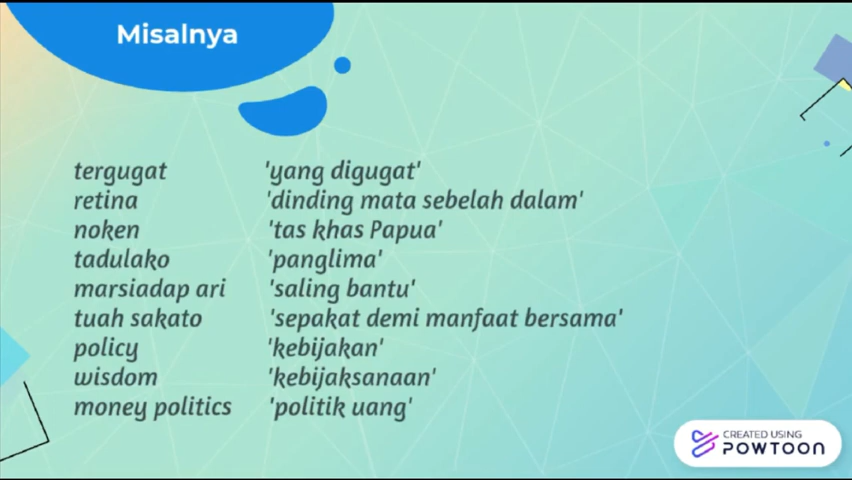 Misalnya
tergugat 'yang digugat'
retina 'dinding mata sebelah dalam'
noken 'tas khas Papua'
tadulako 'panglima'
marsiadap ari 'saling bantu'
tuah sakato 'sepakat demi manfaat bersama'
policy 'kebijakan'
wisdom 'kebijaksanaan'
money politics 'politik uang'
CREATED USING
POWTOON